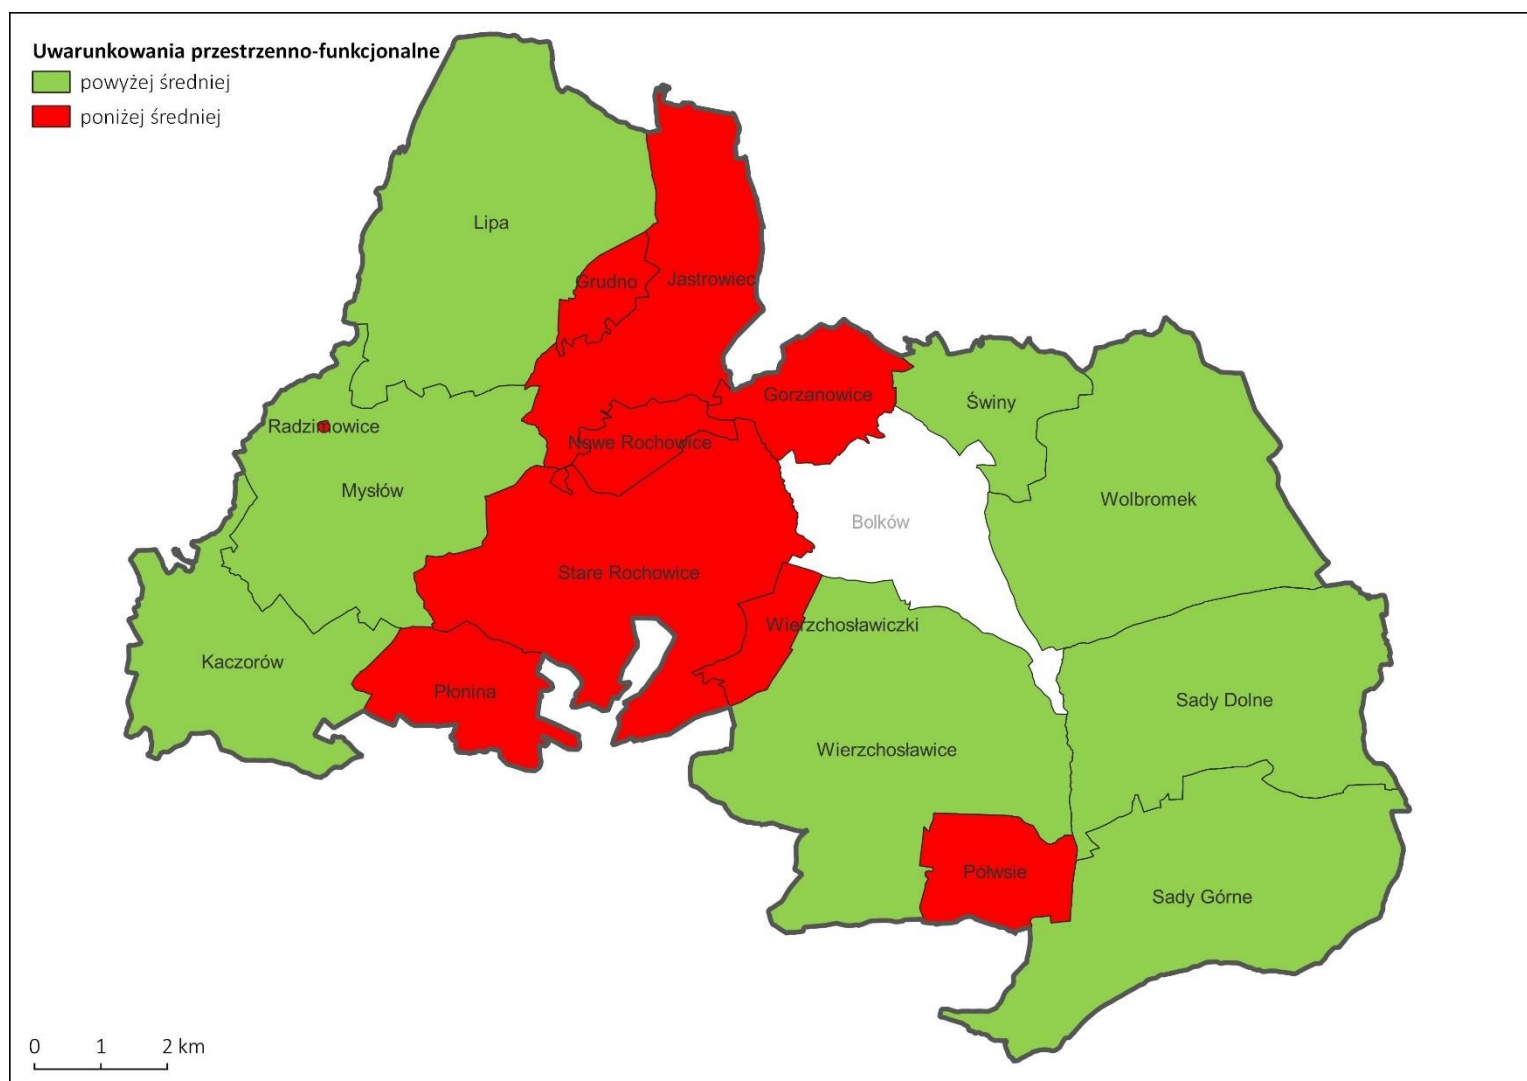 Uwarunkowania przestrzenno-funkcjonalne
powyżej średniej
poniżej średniej
Lipa
Grudno
Jastrowiec
Gorzanowice
Świny
Radzimowice
Nowe Rochowice
Mysłów
Wolbromek
Bolków
Stare Rochowice
Wierzchosławiczki
Kaczorów
Płonina
Sady Dolne
Wierzchosławice
Półwsie
Sady Górne
0 1 2 km